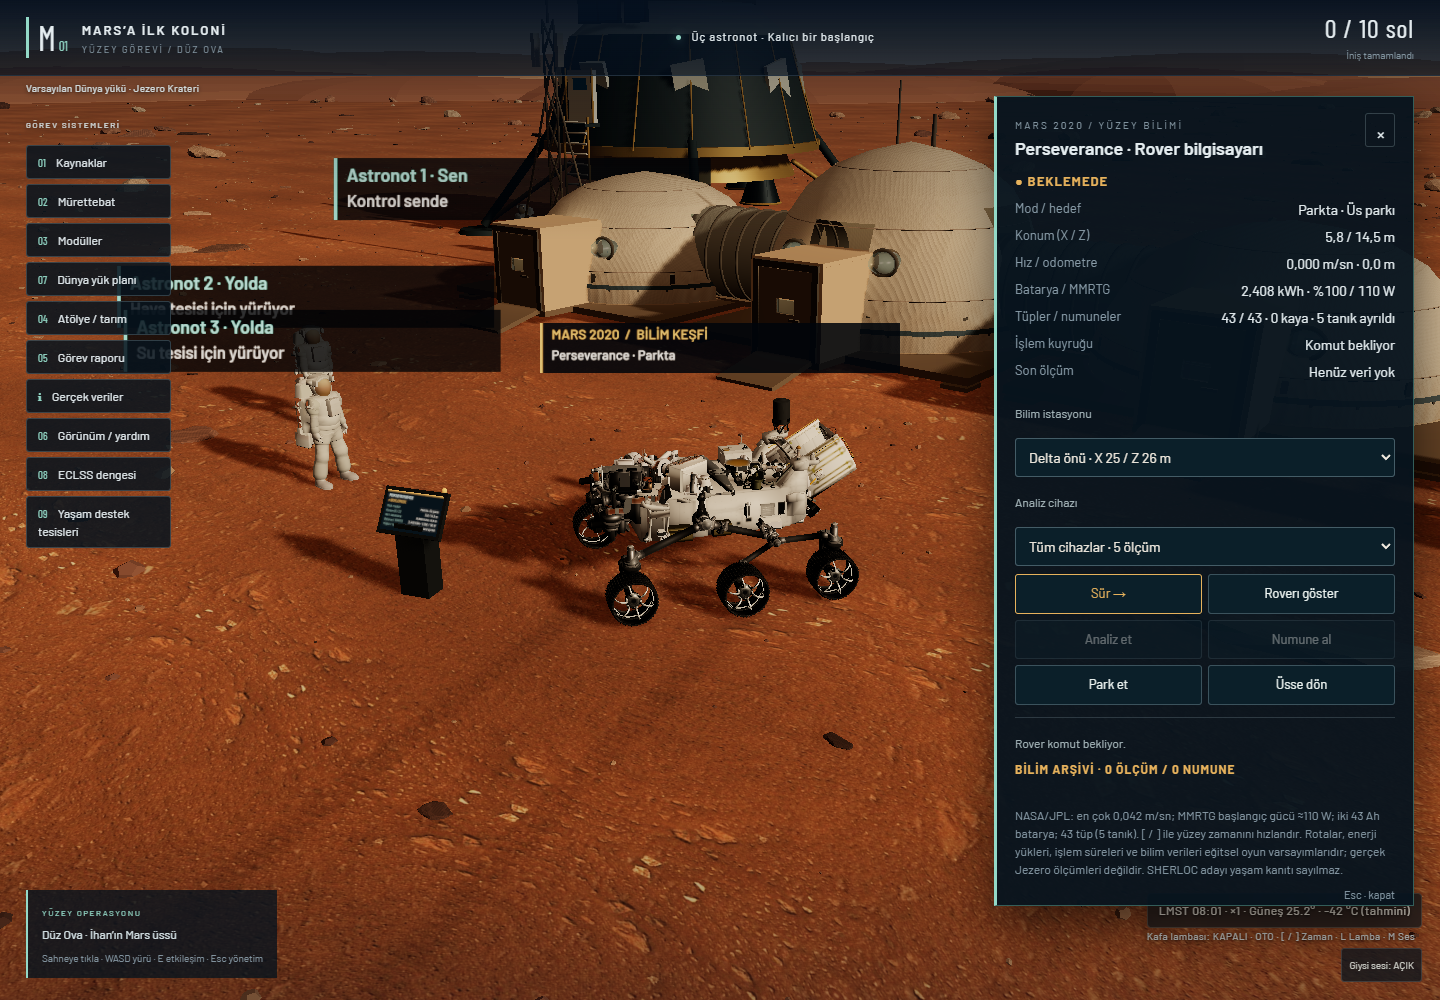 M 01
MARS'A İLK KOLONİ
YÜZEY GÖREVİ / DÜZ OVA
Üç astronot · Kalıcı bir başlangıç
0 / 10 sol
İniş tamamlandı
Varsayılan Dünya yükü · Jezero Krateri
GÖREV SİSTEMLERİ
01 Kaynaklar
02 Mürettebat
03 Modüller
07 Dünya yük planı
04 Atölye / tarım
05 Görev raporu
i Gerçek veriler
06 Görünüm / yardım
08 ECLSS dengesi
09 Yaşam destek
tesisleri
Astronot 1 · Sen
Kontrol sende
Astronot 2 · Yolda
Hava tesisi için yürüyor
Astronot 3 · Yolda
Su tesisi için yürüyor
MARS 2020 / BİLİM KEŞFİ
Perseverance · Parkta
MARS 2020 / YÜZEY BİLİMİ
×
Perseverance · Rover bilgisayarı
● BEKLEMEDE
Mod / hedef Parkta · Üs parkı
Konum (X / Z) 5,8 / 14,5 m
Hız / odometre 0,000 m/sn · 0,0 m
Batarya / MMRTG 2,408 kWh · %100 / 110 W
Tüpler / numuneler 43 / 43 · 0 kaya · 5 tanık ayrıldı
İşlem kuyruğu Komut bekliyor
Son ölçüm Henüz veri yok
Bilim istasyonu
Delta önü · X 25 / Z 26 m
Analiz cihazı
Tüm cihazlar · 5 ölçüm
Sür →
Roverı göster
Analiz et
Numune al
Park et
Üsse dön
Rover komut bekliyor.
BİLİM ARŞİVİ · 0 ÖLÇÜM / 0 NUMUNE
NASA/JPL: en çok 0,042 m/sn; MMRTG başlangıç gücü ≈110 W; iki 43 Ah
batarya; 43 tüp (5 tanık). [ / ] ile yüzey zamanını hızlandır. Rotalar, enerji
yükleri, işlem süreleri ve bilim verileri eğitsel oyun varsayımlarıdır; gerçek
Jezero ölçümleri değildir. SHERLOC adayı yaşam kanıtı sayılmaz.
Esc · kapat
LMST 08:01 · ×1 · Güneş 25.2° · −42 °C (tahmini)
Kafa lambası: KAPALI · OTO · [ / ] Zaman · L Lamba · M Ses
Giysi sesi: AÇIK
YÜZEY OPERASYONU
Düz Ova · İhan'ın Mars üssü
Sahneye tıkla · WASD yürü · E etkileşim · Esc yönetim